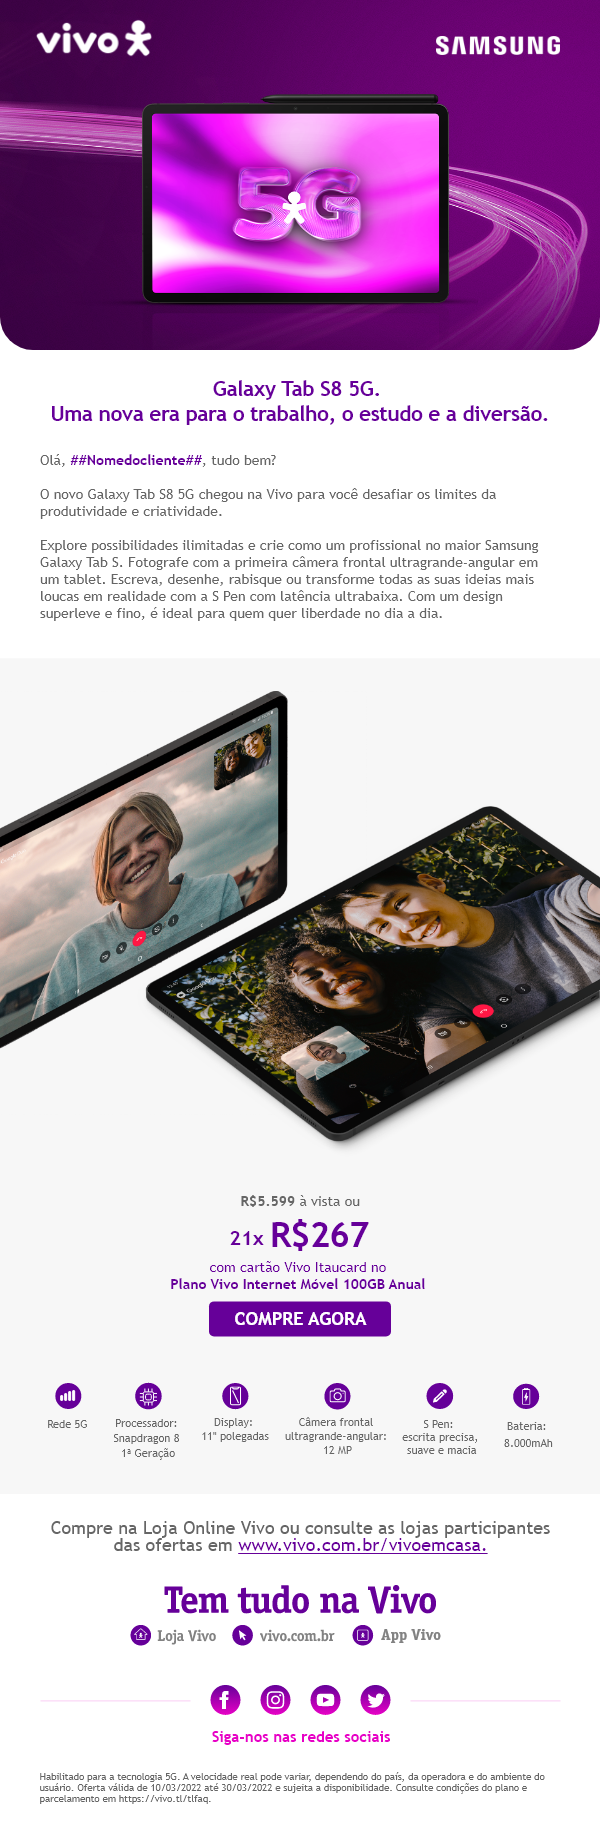 vivo
SAMSUNG
5G
Galaxy Tab S8 5G.
Uma nova era para o trabalho, o estudo e a diversão.
Olá, ##Nomedocliente##, tudo bem?
O novo Galaxy Tab S8 5G chegou na Vivo para você desafiar os limites da
produtividade e criatividade.
Explore possibilidades ilimitadas e crie como um profissional no maior Samsung
Galaxy Tab S. Fotografe com a primeira câmera frontal ultragrande-angular em
um tablet. Escreva, desenhe, rabisque ou transforme todas as suas ideias mais
loucas em realidade com a S Pen com latência ultrabaixa. Com um design
superleve e fino, é ideal para quem quer liberdade no dia a dia.
R$5.599 à vista ou
21x R$267
com cartão Vivo Itaucard no
Plano Vivo Internet Móvel 100GB Anual
COMPRE AGORA
Rede 5G
Processador:
Snapdragon 8
1ª Geração
Display:
11" polegadas
Câmera frontal
ultragrande-angular:
12 MP
S Pen:
escrita precisa,
suave e macia
Bateria:
8.000mAh
Compre na Loja Online Vivo ou consulte as lojas participantes
das ofertas em www.vivo.com.br/vivoemcasa.
Tem tudo na Vivo
Loja Vivo vivo.com.br App Vivo
Siga-nos nas redes sociais
Habilitado para a tecnologia 5G. A velocidade real pode variar, dependendo do país, da operadora e do ambiente do
usuário. Oferta válida de 10/03/2022 até 30/03/2022 e sujeita a disponibilidade. Consulte condições do plano e
parcelamento em https://vivo.tl/tlfaq.